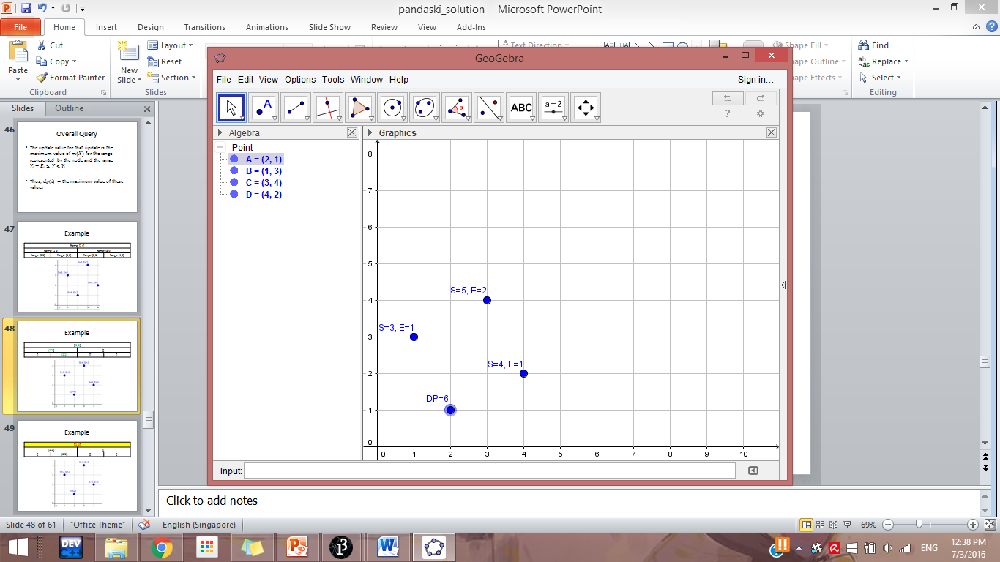 pandaski_solution - Microsoft PowerPoint
File Home Insert Design Transitions Animations Slide Show Review View Add-Ins
Paste
Cut
Copy
Format Painter
Clipboard
New Slide
Layout
Reset
Section
Slides
Text Direction
Shape Fill
Shape Outline
Shape Effects
Find
Replace
Select
Editing
Slides Outline
46
Overall Query
• The update value for that update is the
maximum value of
for the range
represented by the node and the range
• Thus,
= the maximum value of these
values
47
Example
48
Example
49
Example
GeoGebra
File Edit View Options Tools Window Help
Sign in...
A
ABC
a = 2
Algebra
Graphics
Point
A = (2, 1)
B = (1, 3)
C = (3, 4)
D = (4, 2)
8
7
6
5
S=5, E=2
4
S=3, E=1
3
S=4, E=1
2
DP=6
1
0
0 1 2 3 4 5 6 7 8 9 10
Input:
Click to add notes
Slide 48 of 61 "Office Theme" English (Singapore) 69%
DEV C++
ENG
12:38 PM
7/3/2016